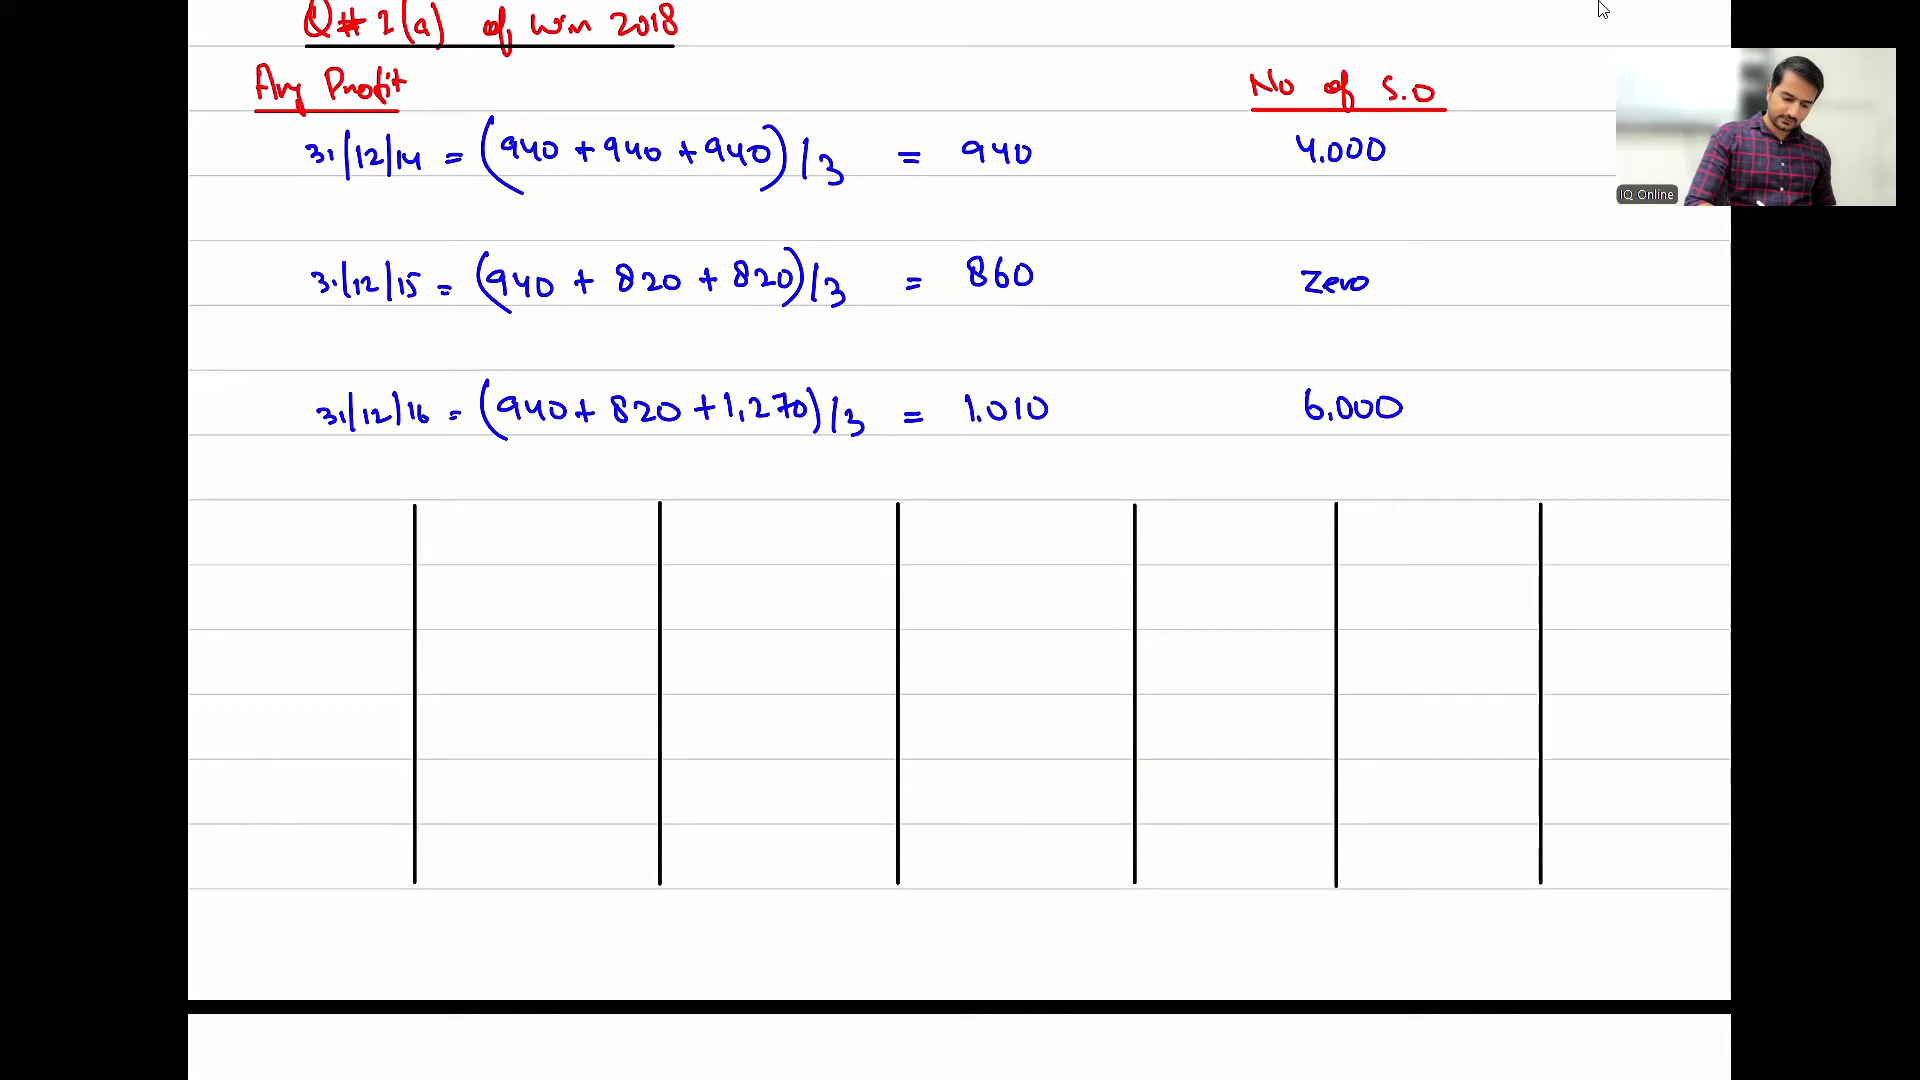 Q# 2(a) of Win 2018
Avg Profit
No of S.O
31/12/14 = (940 + 940 + 940)/3 = 940
4.000
31/12/15 = (940 + 820 + 820)/3 = 860
Zero
31/12/16 = (940 + 820 + 1,270)/3 = 1.010
6.000
IQ Online